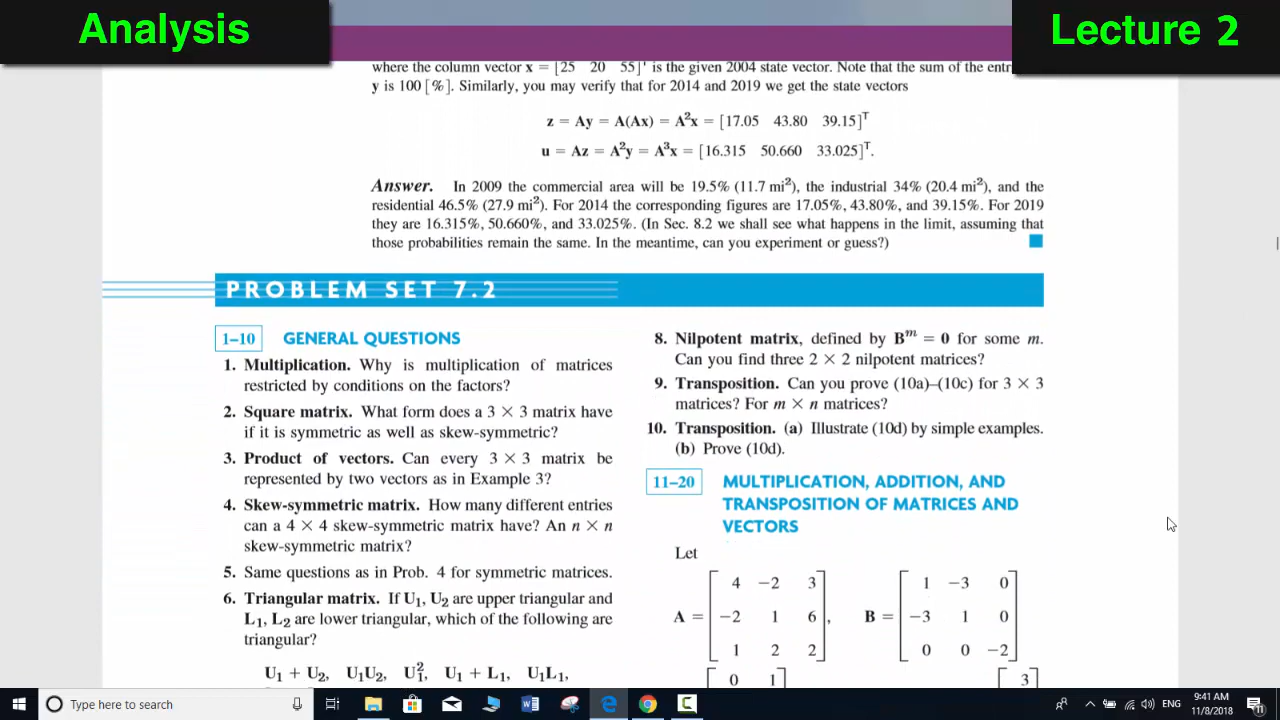 Analysis
Lecture 2
where the column vector x = [25 20 55]ᵀ is the given 2004 state vector. Note that the sum of the
y is 100 [%]. Similarly, you may verify that for 2014 and 2019 we get the state vectors
z = Ay = A(Ax) = A²x = [17.05 43.80 39.15]ᵀ
u = Az = A²y = A³x = [16.315 50.660 33.025]ᵀ.
Answer. In 2009 the commercial area will be 19.5% (11.7 mi²), the industrial 34% (20.4 mi²), and the
residential 46.5% (27.9 mi²). For 2014 the corresponding figures are 17.05%, 43.80%, and 39.15%. For 2019
they are 16.315%, 50.660%, and 33.025%. (In Sec. 8.2 we shall see what happens in the limit, assuming that
those probabilities remain the same. In the meantime, can you experiment or guess?)
PROBLEM SET 7.2
1–10 GENERAL QUESTIONS
1. Multiplication. Why is multiplication of matrices
restricted by conditions on the factors?
2. Square matrix. What form does a 3 × 3 matrix have
if it is symmetric as well as skew-symmetric?
3. Product of vectors. Can every 3 × 3 matrix be
represented by two vectors as in Example 3?
4. Skew-symmetric matrix. How many different entries
can a 4 × 4 skew-symmetric matrix have? An n × n
skew-symmetric matrix?
5. Same questions as in Prob. 4 for symmetric matrices.
6. Triangular matrix. If U₁, U₂ are upper triangular and
L₁, L₂ are lower triangular, which of the following are
triangular?
U₁ + U₂, U₁U₂, U₁², U₁ + L₁, U₁L₁,
8. Nilpotent matrix, defined by Bᵐ = 0 for some m.
Can you find three 2 × 2 nilpotent matrices?
9. Transposition. Can you prove (10a)–(10c) for 3 × 3
matrices? For m × n matrices?
10. Transposition. (a) Illustrate (10d) by simple examples.
(b) Prove (10d).
11–20 MULTIPLICATION, ADDITION, AND
TRANSPOSITION OF MATRICES AND
VECTORS
Let
4 −2 3 1 −3 0
A = −2 1 6 , B = −3 1 0
1 2 2 0 0 −2
0 1 3
Type here to search
ENG
9:41 AM
11/8/2018
11